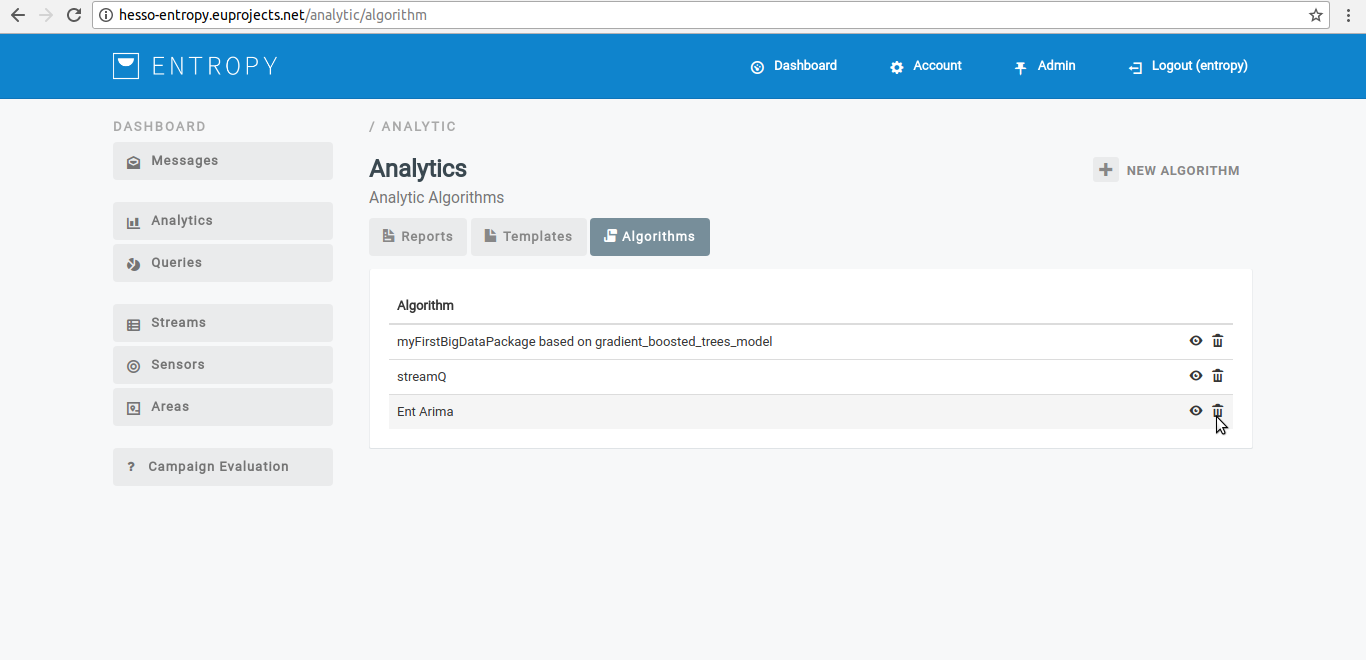 hesso-entropy.euprojects.net/analytic/algorithm
ENTROPY
Dashboard
Account
Admin
Logout (entropy)
DASHBOARD
Messages
Analytics
Queries
Streams
Sensors
Areas
? Campaign Evaluation
/ ANALYTIC
Analytics
NEW ALGORITHM
Analytic Algorithms
Reports
Templates
Algorithms
Algorithm
myFirstBigDataPackage based on gradient_boosted_trees_model
streamQ
Ent Arima